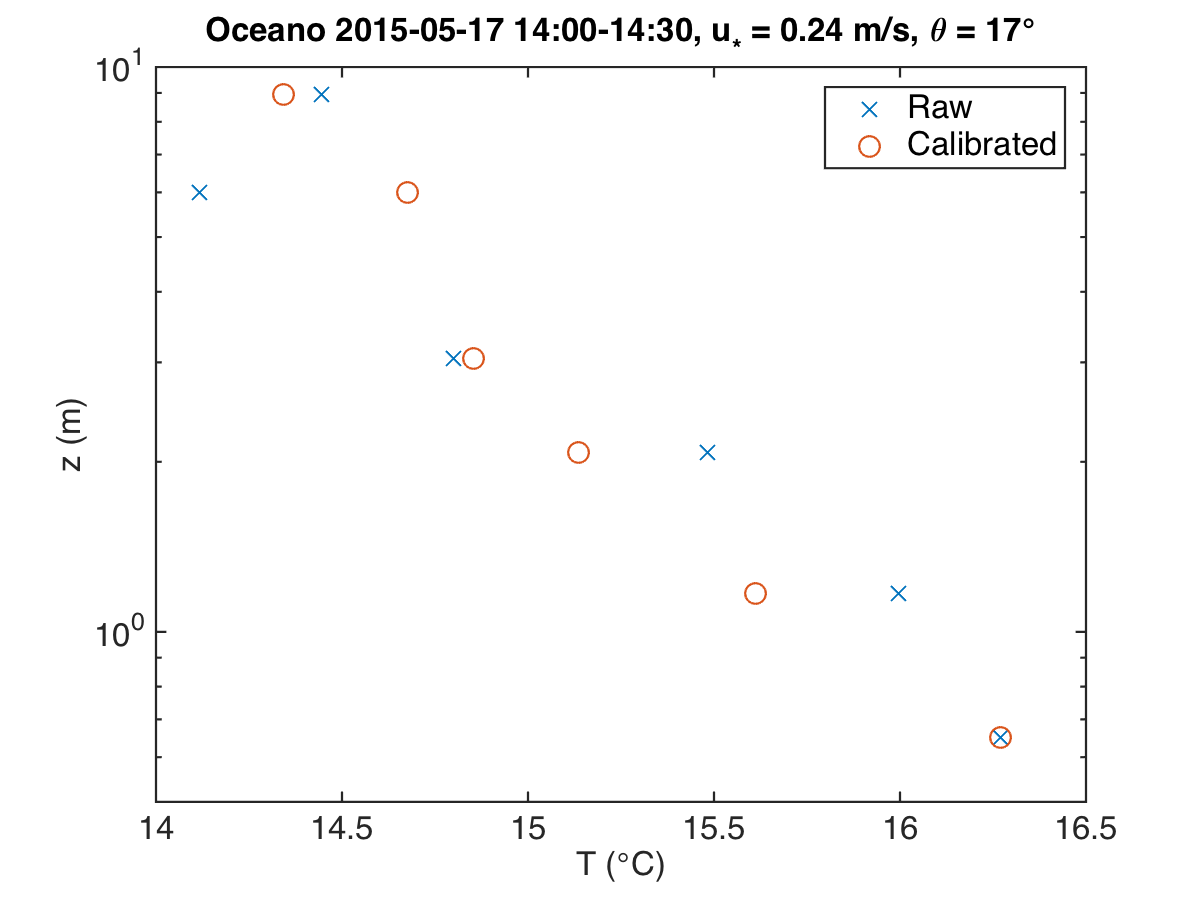 Oceano 2015-05-17 14:00-14:30, u* = 0.24 m/s, θ = 17°
Raw
Calibrated
10^1
10^0
z (m)
14 14.5 15 15.5 16 16.5
T (°C)